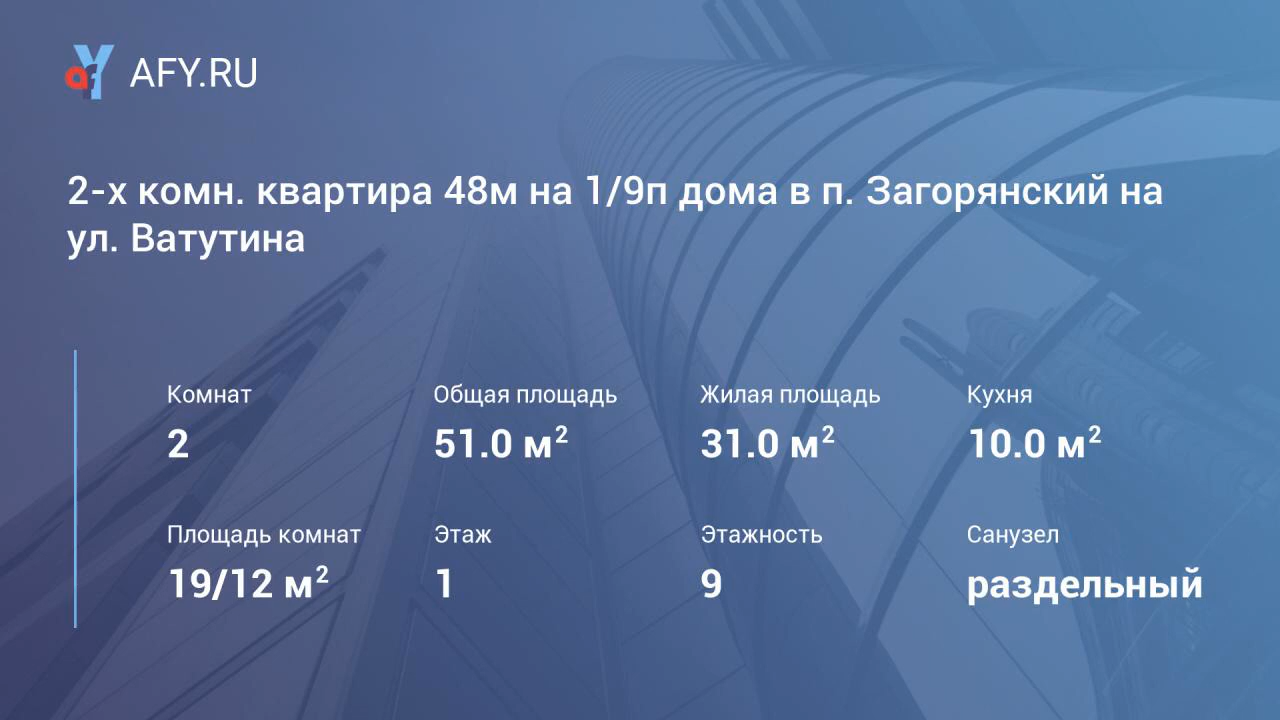 aYf AFY.RU
2-х комн. квартира 48м на 1/9п дома в п. Загорянский на
ул. Ватутина
Комнат
2
Общая площадь
51.0 м²
Жилая площадь
31.0 м²
Кухня
10.0 м²
Площадь комнат
19/12 м²
Этаж
1
Этажность
9
Санузел
раздельный